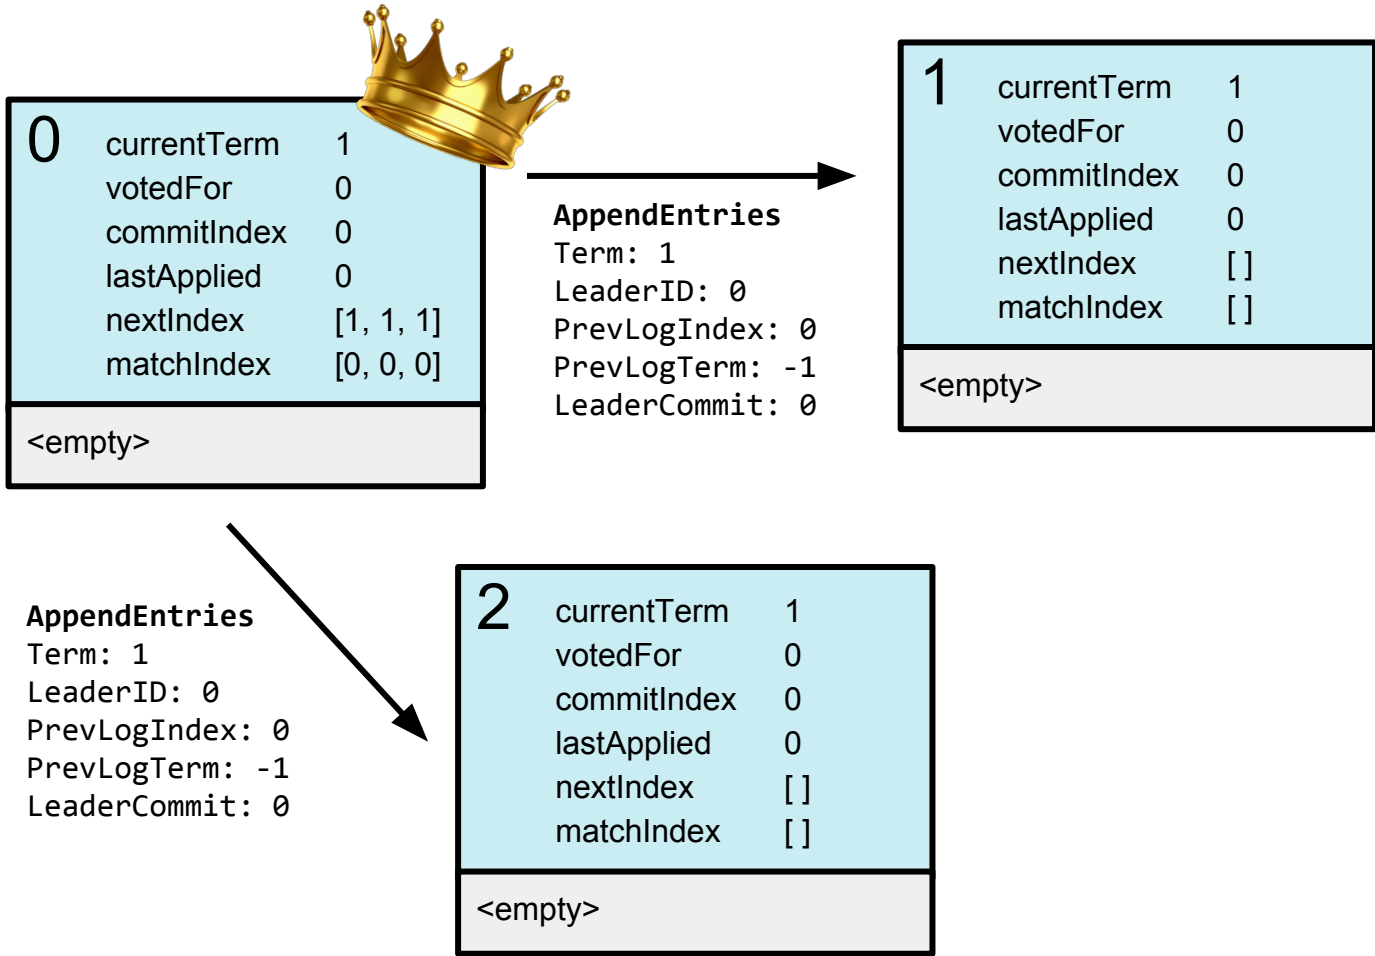 0
currentTerm 1
votedFor 0
commitIndex 0
lastApplied 0
nextIndex [1, 1, 1]
matchIndex [0, 0, 0]
<empty>
AppendEntries
Term: 1
LeaderID: 0
PrevLogIndex: 0
PrevLogTerm: -1
LeaderCommit: 0
1
currentTerm 1
votedFor 0
commitIndex 0
lastApplied 0
nextIndex [ ]
matchIndex [ ]
<empty>
AppendEntries
Term: 1
LeaderID: 0
PrevLogIndex: 0
PrevLogTerm: -1
LeaderCommit: 0
2
currentTerm 1
votedFor 0
commitIndex 0
lastApplied 0
nextIndex [ ]
matchIndex [ ]
<empty>